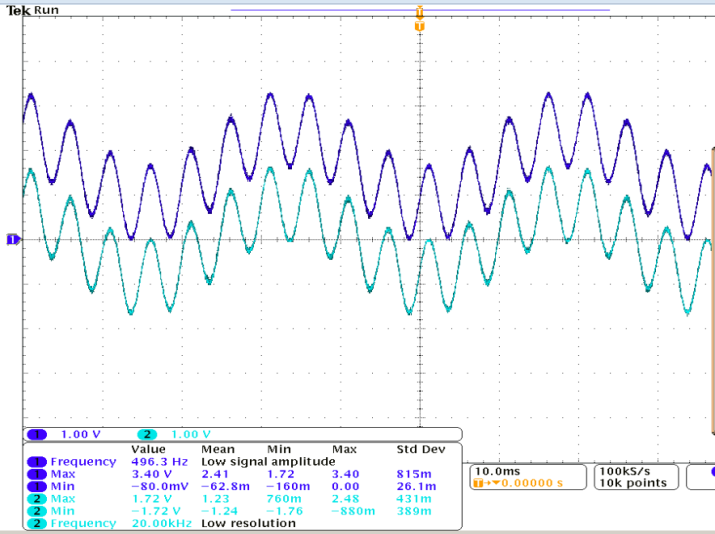 Tek Run
T
T
1
1 1.00 V 2 1.00 V
Value Mean Min Max Std Dev
1 Frequency 496.3 Hz Low signal amplitude
1 Max 3.40 V 2.41 1.72 3.40 815m
1 Min −80.0mV −62.8m −160m 0.00 26.1m
2 Max 1.72 V 1.23 760m 2.48 431m
2 Min −1.72 V −1.24 −1.76 −880m 389m
2 Frequency 20.00kHz Low resolution
10.0ms
T→▼0.00000 s
100kS/s
10k points